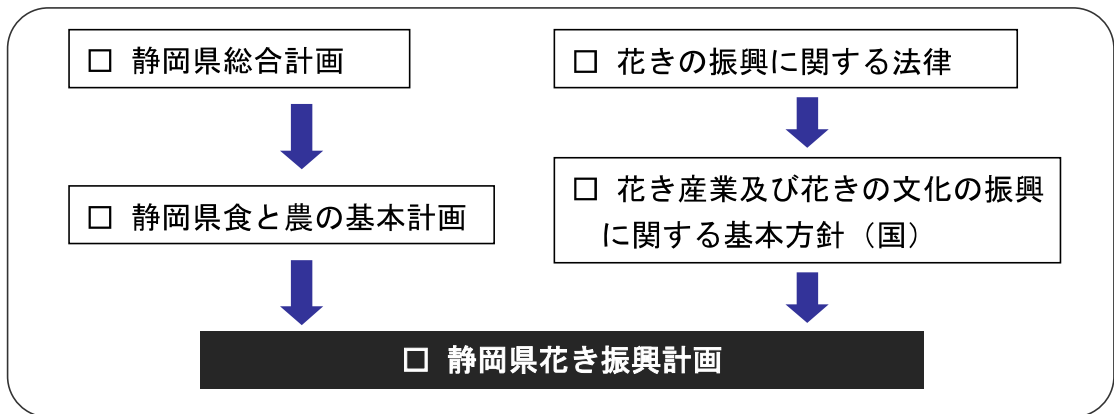 □ 静岡県総合計画
□ 花きの振興に関する法律
□ 静岡県食と農の基本計画
□ 花き産業及び花きの文化の振興
に関する基本方針（国）
□ 静岡県花き振興計画